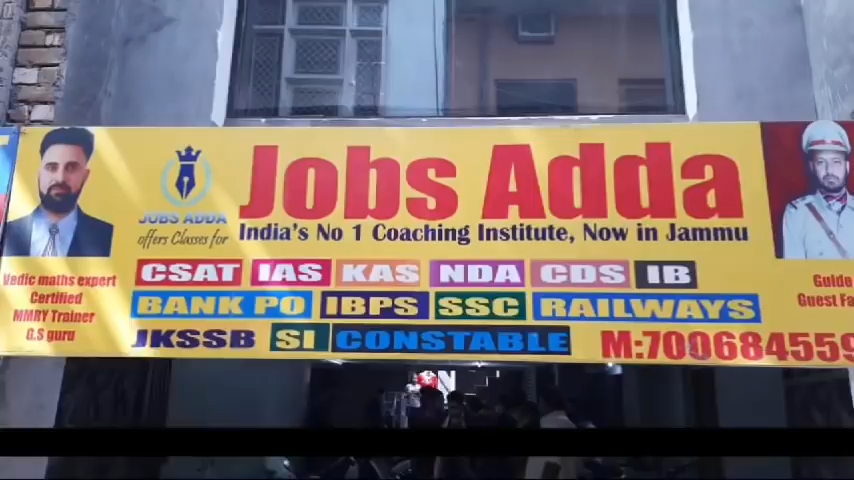 Jobs Adda
JOBS ADDA
offers Classes for
India's No 1 Coaching Institute, Now in Jammu
Vedic maths expert
Certified
MMRY Trainer
G.S guru
CSAT IAS KAS NDA CDS IB
BANK PO IBPS SSC RAILWAYS
JKSSB SI CONSTABLE
M:700684559
Guide
Guest Fa